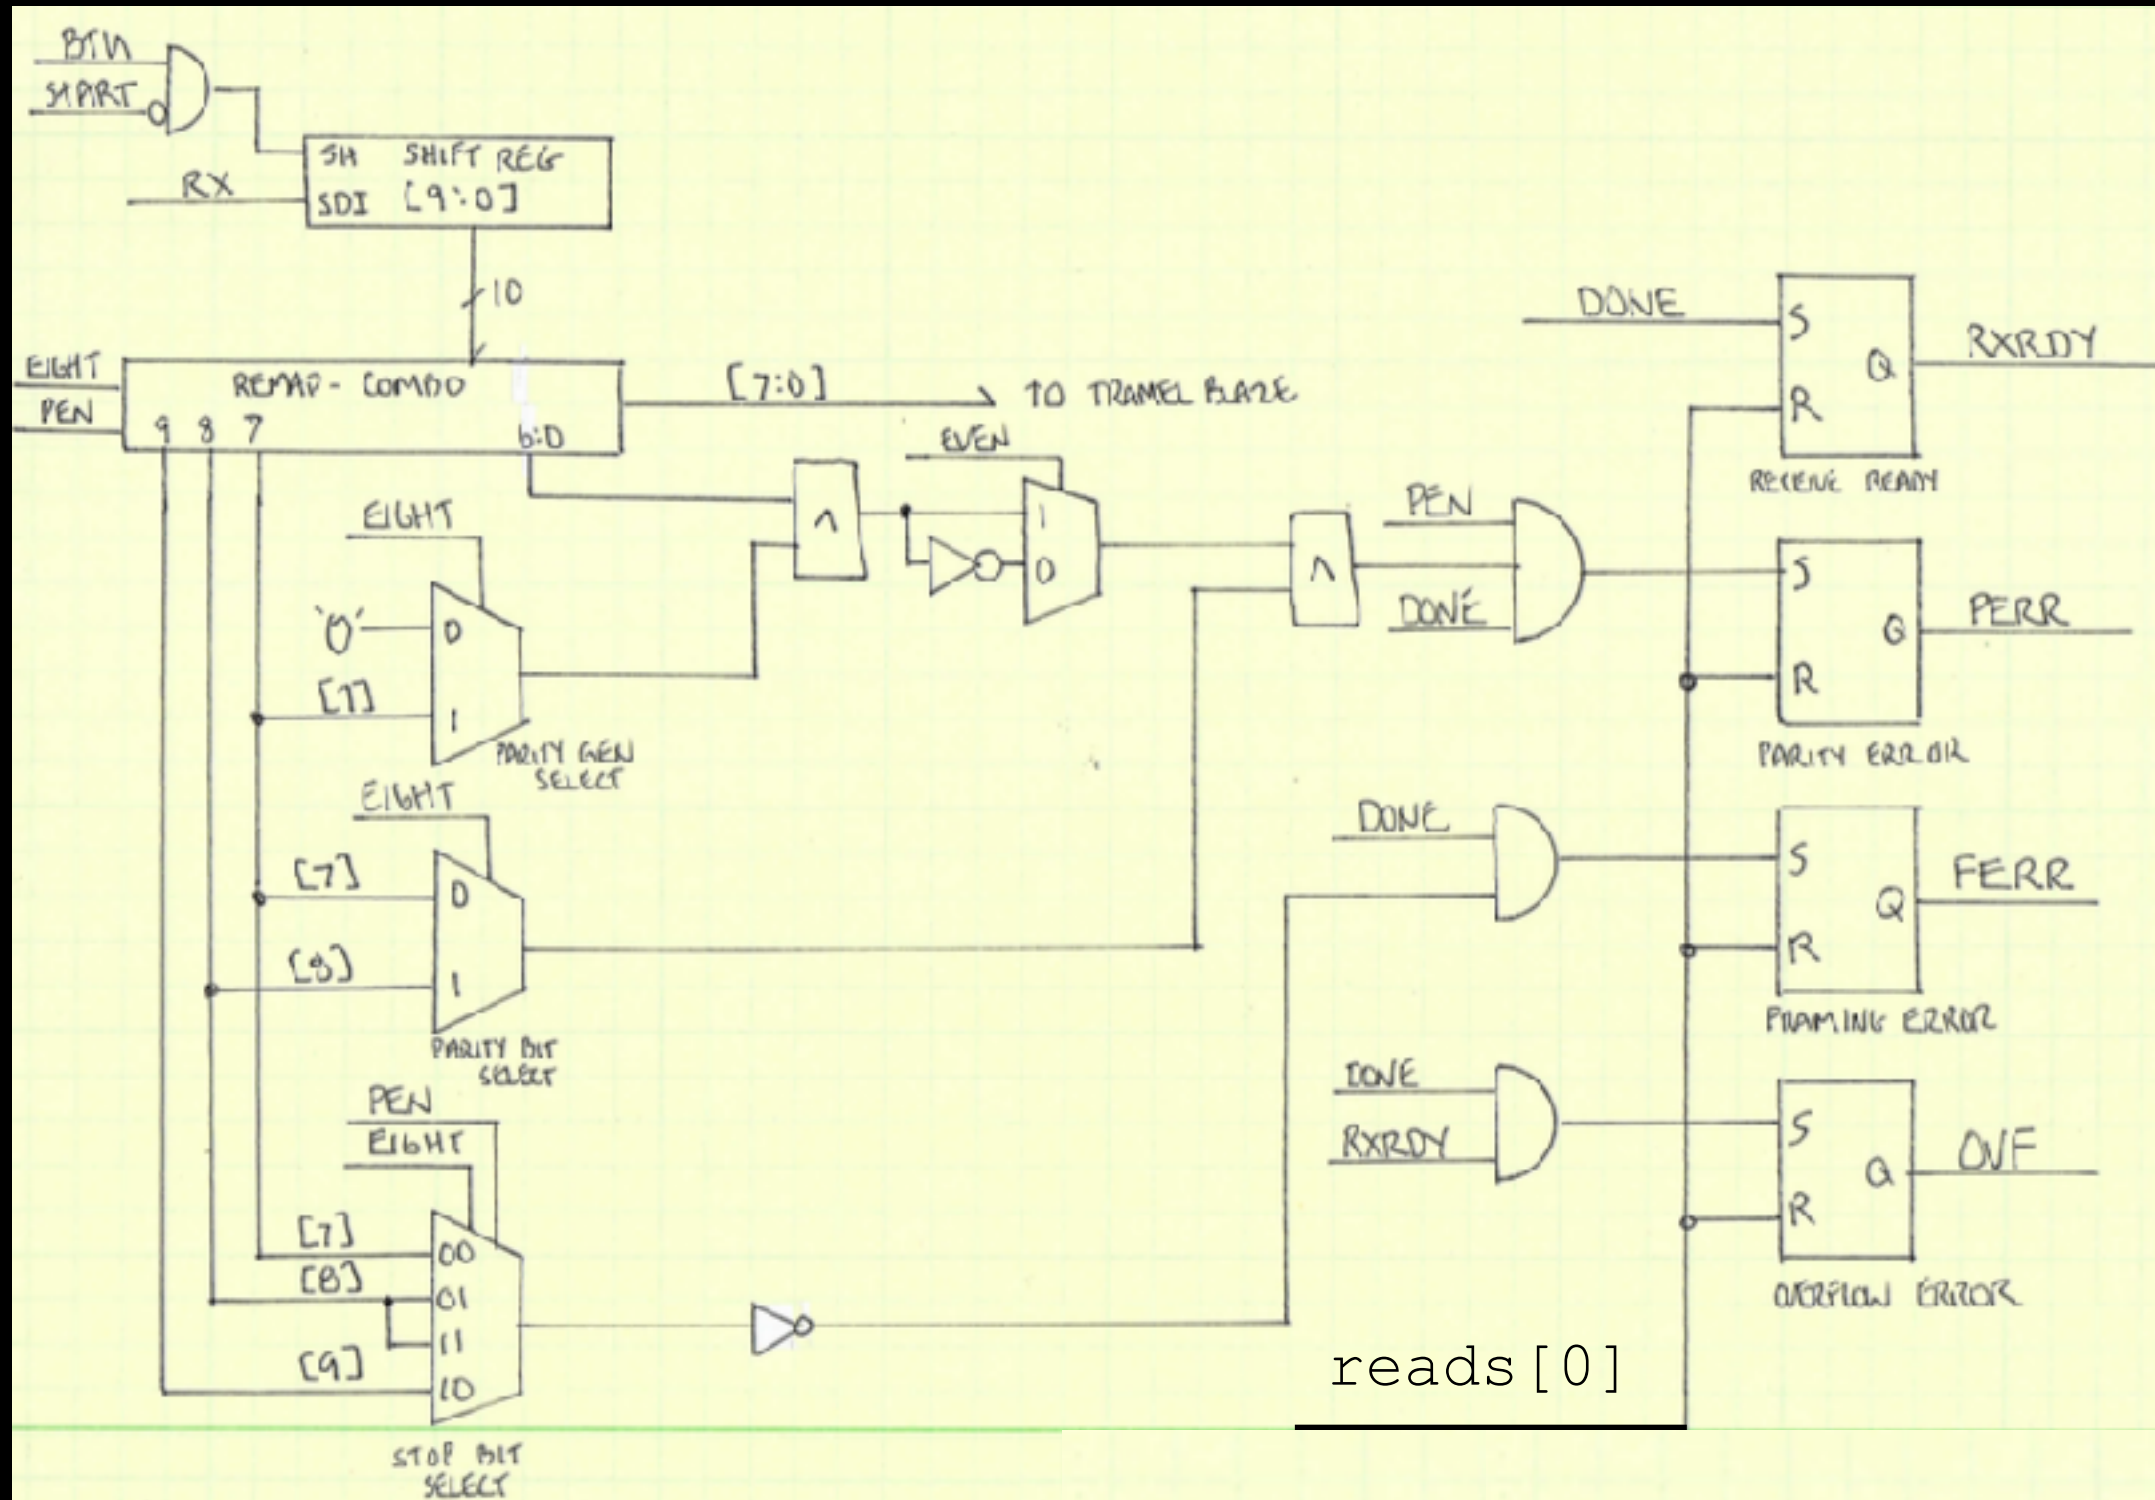 BTU
START
SH SHIFT REG
RX
SDI [9:0]
10
EIGHT
PEN
REMAP - COMBO
9 8 7 6:0
[7:0]
TO TRAMEL BLAZE
EVEN
EIGHT
'0'
0
[7]
1
PARITY GEN
SELECT
^
1
0
^
PEN
DONE
DONE
S
Q
R
RXRDY
RECEIVE READY
S
Q
R
PERR
PARITY ERROR
EIGHT
[7]
0
[8]
1
PARITY BIT
SELECT
DONE
S
Q
R
FERR
FRAMING ERROR
PEN
EIGHT
[7]
00
[8]
01
11
[9]
10
STOP BIT
SELECT
DONE
RXRDY
S
Q
R
OVF
OVERFLOW ERROR
reads[0]